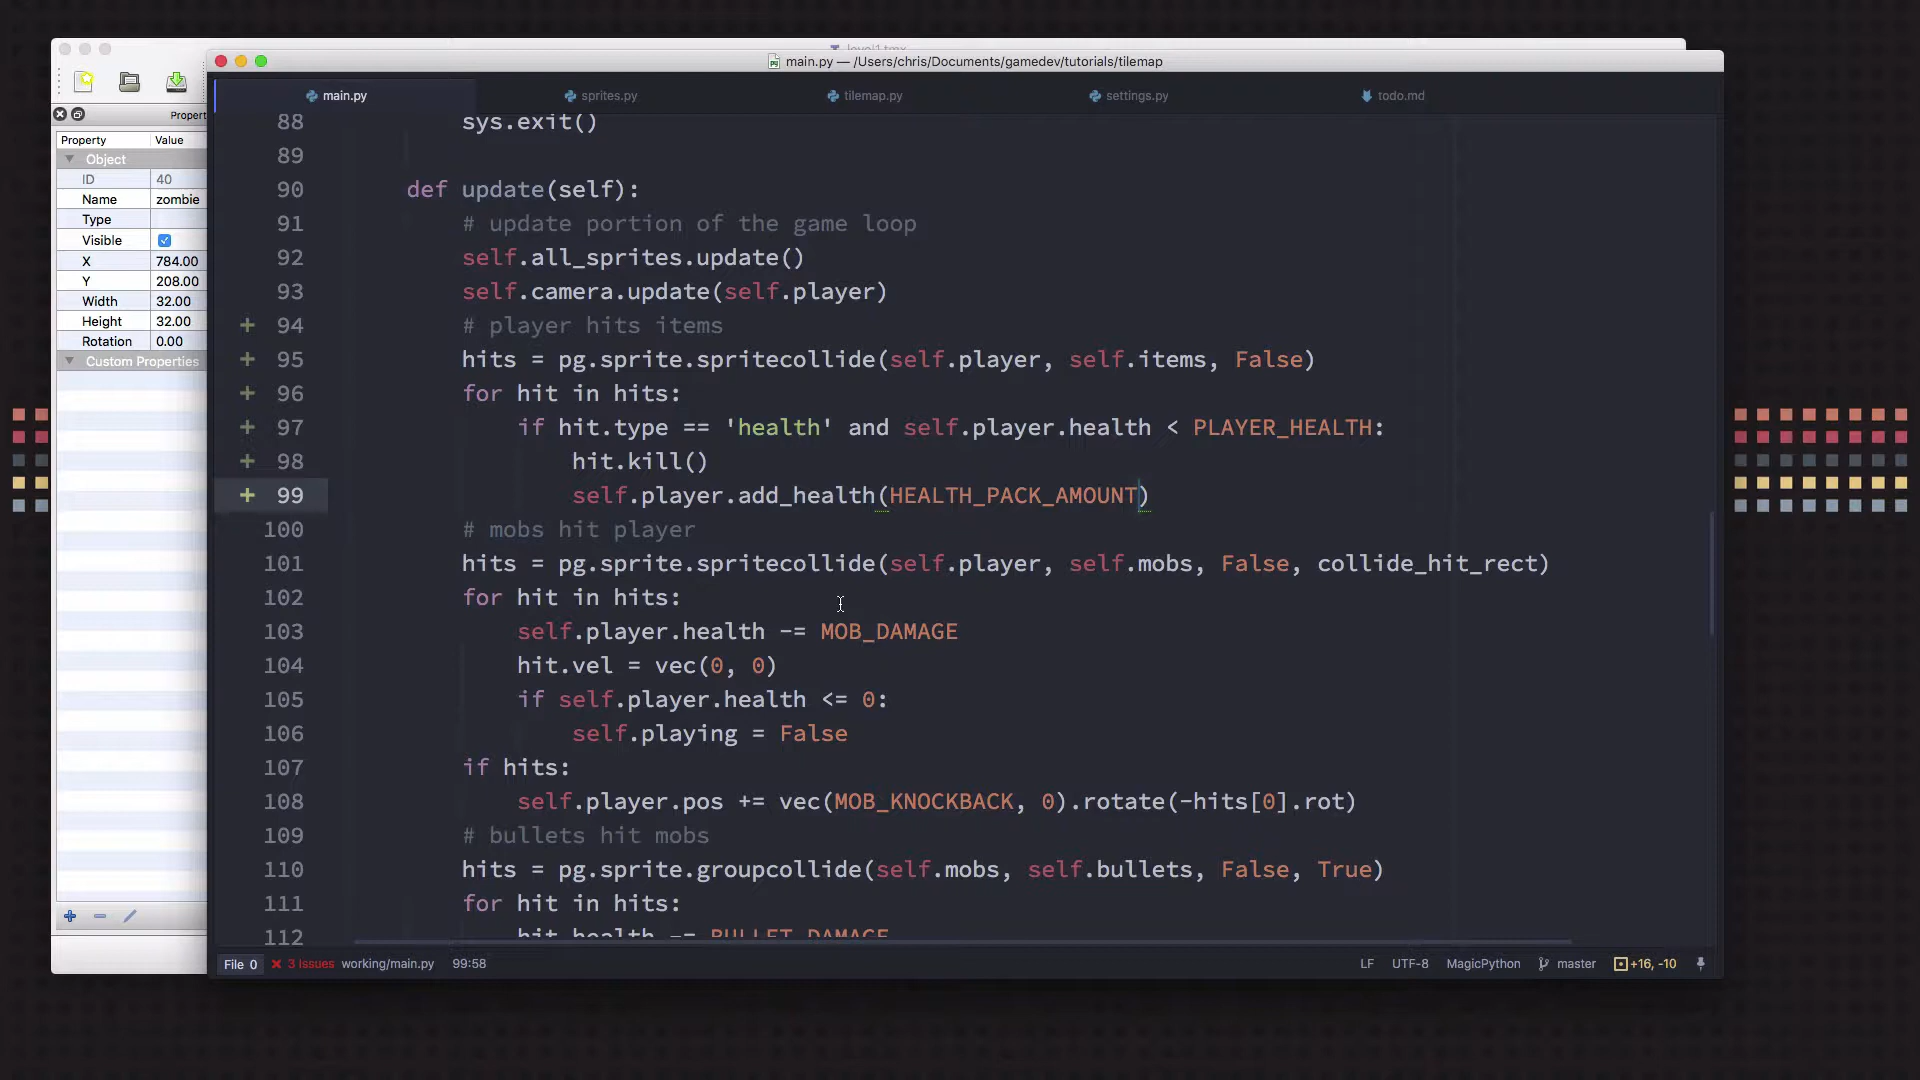 level1.tmx
main.py — /Users/chris/Documents/gamedev/tutorials/tilemap
main.py
sprites.py
tilemap.py
settings.py
todo.md
Propert
Property Value
Object
ID 40
Name zombie
Type
Visible
X 784.00
Y 208.00
Width 32.00
Height 32.00
Rotation 0.00
Custom Properties
88 sys.exit()
89
90 def update(self):
91 # update portion of the game loop
92 self.all_sprites.update()
93 self.camera.update(self.player)
+ 94 # player hits items
+ 95 hits = pg.sprite.spritecollide(self.player, self.items, False)
+ 96 for hit in hits:
+ 97 if hit.type == 'health' and self.player.health < PLAYER_HEALTH:
+ 98 hit.kill()
+ 99 self.player.add_health(HEALTH_PACK_AMOUNT)
100 # mobs hit player
101 hits = pg.sprite.spritecollide(self.player, self.mobs, False, collide_hit_rect)
102 for hit in hits:
103 self.player.health -= MOB_DAMAGE
104 hit.vel = vec(0, 0)
105 if self.player.health <= 0:
106 self.playing = False
107 if hits:
108 self.player.pos += vec(MOB_KNOCKBACK, 0).rotate(-hits[0].rot)
109 # bullets hit mobs
110 hits = pg.sprite.groupcollide(self.mobs, self.bullets, False, True)
111 for hit in hits:
112 hit.health -= BULLET_DAMAGE
File 0 3 Issues working/main.py 99:58 LF UTF-8 MagicPython master +16, -10